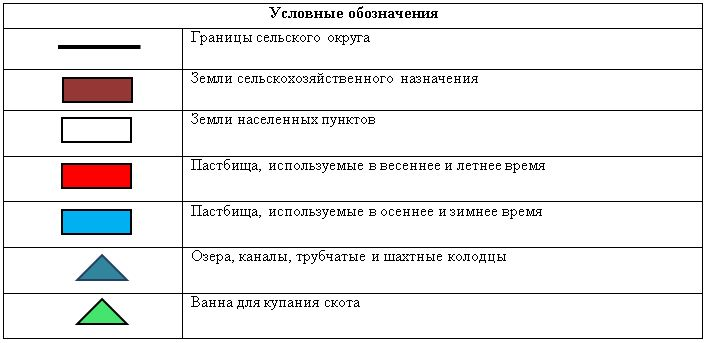 Условные обозначения
Границы сельского округа
Земли сельскохозяйственного назначения
Земли населенных пунктов
Пастбища, используемые в весеннее и летнее время
Пастбища, используемые в осеннее и зимнее время
Озера, каналы, трубчатые и шахтные колодцы
Ванна для купания скота